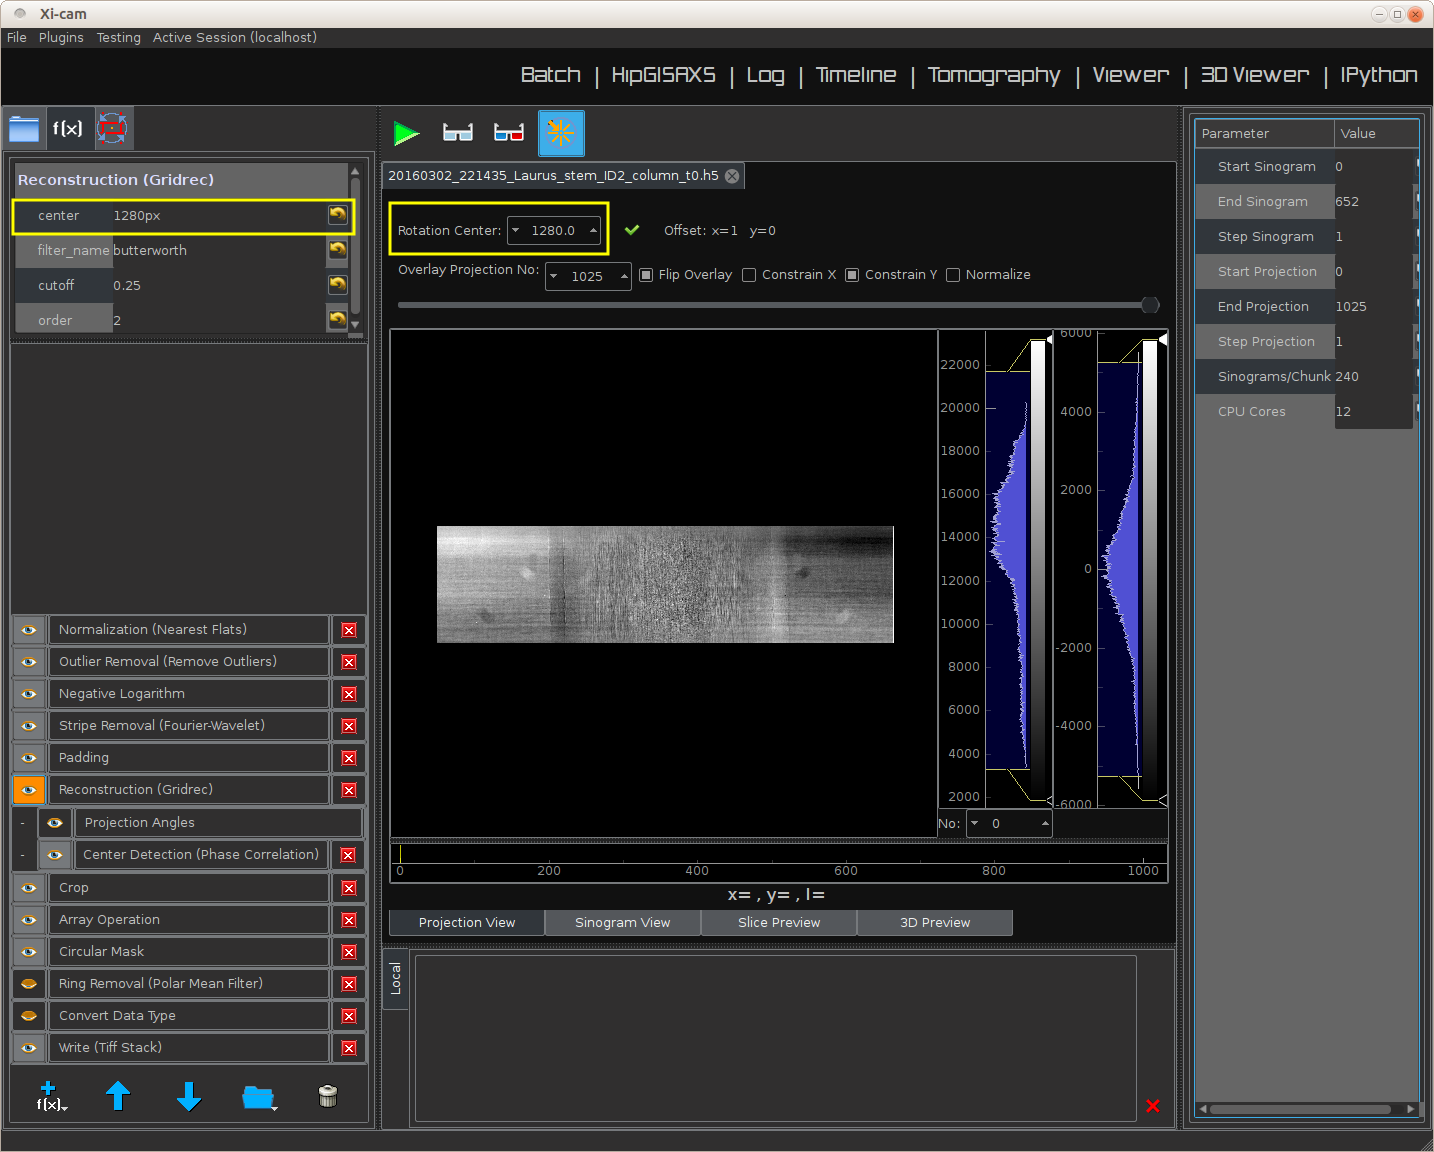 Xi-cam
File Plugins Testing Active Session (localhost)
Batch | HipGISAXS | Log | Timeline | Tomography | Viewer | 3D Viewer | IPython
f(x)
Reconstruction (Gridrec)
center 1280px
filter_name butterworth
cutoff 0.25
order 2
Normalization (Nearest Flats)
Outlier Removal (Remove Outliers)
Negative Logarithm
Stripe Removal (Fourier-Wavelet)
Padding
Reconstruction (Gridrec)
- Projection Angles
- Center Detection (Phase Correlation)
Crop
Array Operation
Circular Mask
Ring Removal (Polar Mean Filter)
Convert Data Type
Write (Tiff Stack)
f(x)
20160302_221435_Laurus_stem_ID2_column_t0.h5
Rotation Center: 1280.0 Offset: x=1 y=0
Overlay Projection No: 1025 Flip Overlay Constrain X Constrain Y Normalize
22000
20000
18000
16000
14000
12000
10000
8000
6000
4000
2000
6000
4000
2000
0
-2000
-4000
-6000
No: 0
0 200 400 600 800 1000
x= , y= , I=
Projection View Sinogram View Slice Preview 3D Preview
Local
Parameter Value
Start Sinogram 0
End Sinogram 652
Step Sinogram 1
Start Projection 0
End Projection 1025
Step Projection 1
Sinograms/Chunk 240
CPU Cores 12